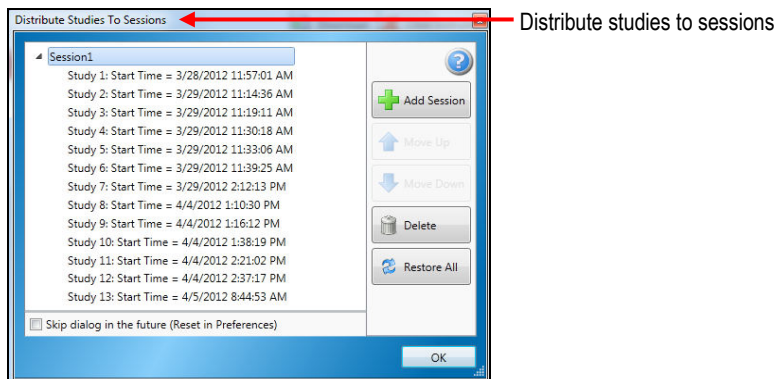 Distribute Studies To Sessions
Distribute studies to sessions
Session1
Study 1: Start Time = 3/28/2012 11:57:01 AM
Study 2: Start Time = 3/29/2012 11:14:36 AM
Study 3: Start Time = 3/29/2012 11:19:11 AM
Study 4: Start Time = 3/29/2012 11:30:18 AM
Study 5: Start Time = 3/29/2012 11:33:06 AM
Study 6: Start Time = 3/29/2012 11:39:25 AM
Study 7: Start Time = 3/29/2012 2:12:13 PM
Study 8: Start Time = 4/4/2012 1:10:30 PM
Study 9: Start Time = 4/4/2012 1:16:12 PM
Study 10: Start Time = 4/4/2012 1:38:19 PM
Study 11: Start Time = 4/4/2012 2:21:02 PM
Study 12: Start Time = 4/4/2012 2:37:17 PM
Study 13: Start Time = 4/5/2012 8:44:53 AM
Skip dialog in the future (Reset in Preferences)
?
Add Session
Move Up
Move Down
Delete
Restore All
OK